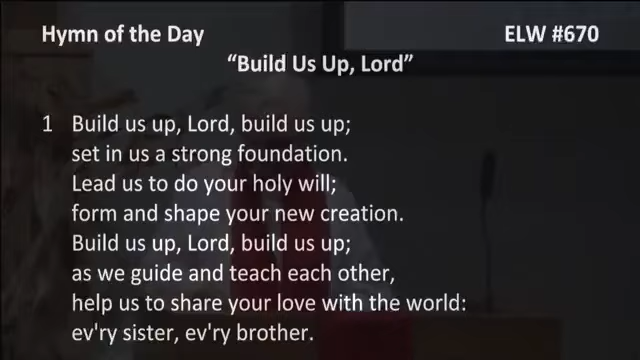 Hymn of the Day ELW #670
“Build Us Up, Lord”
1 Build us up, Lord, build us up;
set in us a strong foundation.
Lead us to do your holy will;
form and shape your new creation.
Build us up, Lord, build us up;
as we guide and teach each other,
help us to share your love with the world:
ev'ry sister, ev'ry brother.